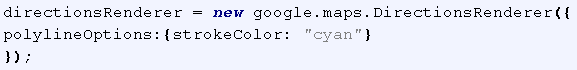 directionsRenderer = new google.maps.DirectionsRenderer({
polylineOptions:{strokeColor: "cyan"}
});